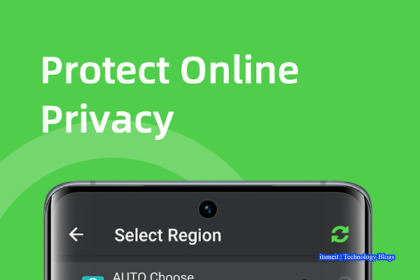 Protect Online
Privacy
Select Region
itsmeit | Technology Blogs
AUTO Choose